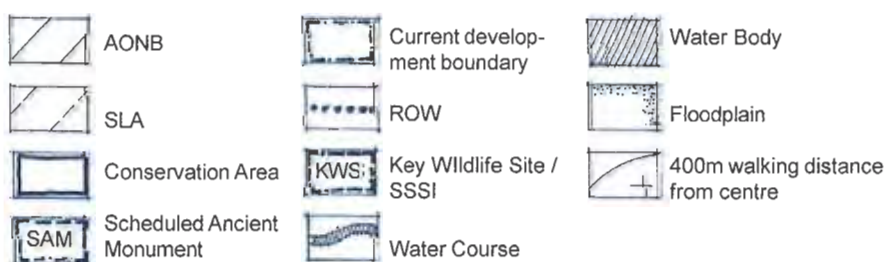 AONB
SLA
Conservation Area
SAM
Scheduled Ancient
Monument
Current develop-
ment boundary
ROW
KWS
Key WIldlife Site /
SSSI
Water Course
Water Body
Floodplain
400m walking distance
from centre